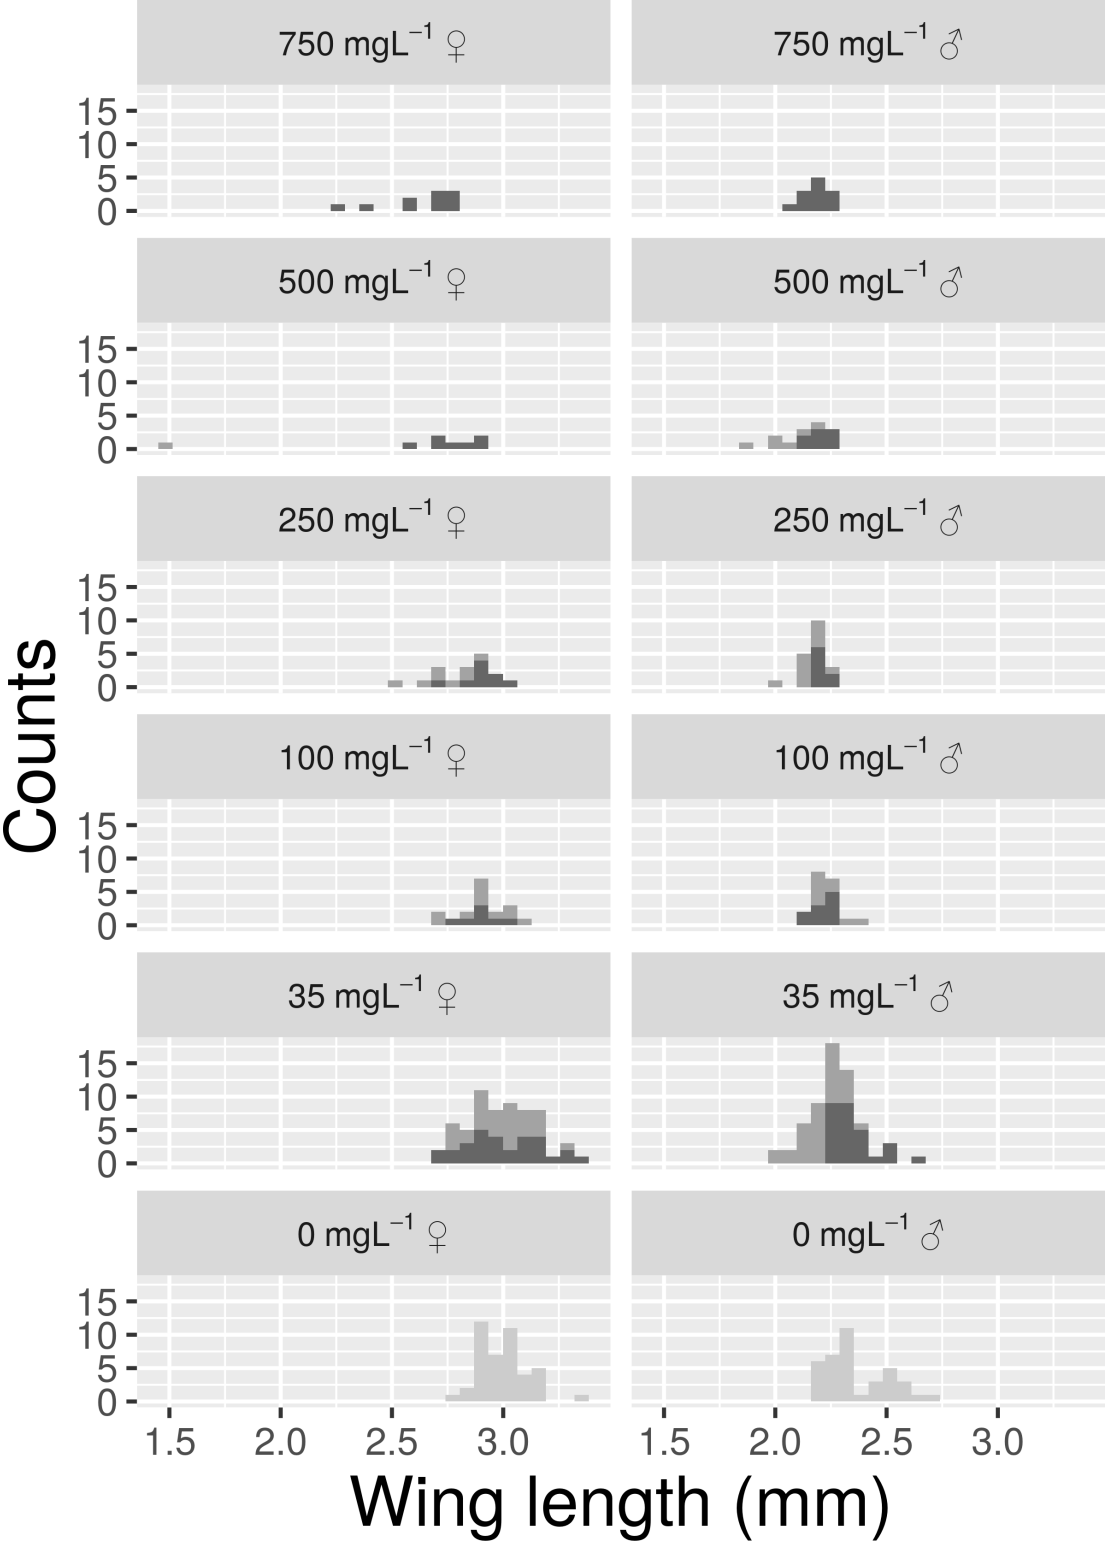 750 mgL⁻¹ ♀ 750 mgL⁻¹ ♂
15
10
5
0
500 mgL⁻¹ ♀ 500 mgL⁻¹ ♂
15
10
5
0
250 mgL⁻¹ ♀ 250 mgL⁻¹ ♂
15
10
5
0
Counts
100 mgL⁻¹ ♀ 100 mgL⁻¹ ♂
15
10
5
0
35 mgL⁻¹ ♀ 35 mgL⁻¹ ♂
15
10
5
0
0 mgL⁻¹ ♀ 0 mgL⁻¹ ♂
15
10
5
0
1.5 2.0 2.5 3.0 1.5 2.0 2.5 3.0
Wing length (mm)